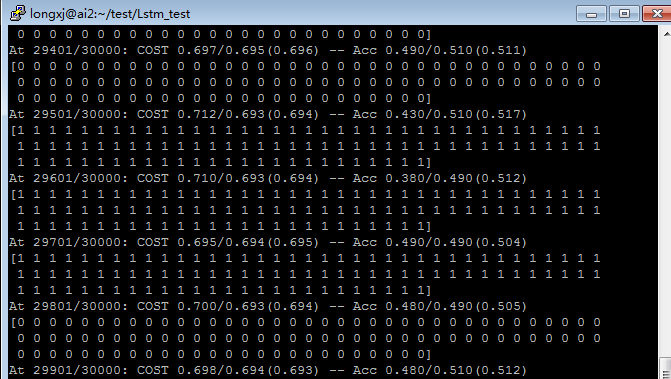 0 0 0 0 0 0 0 0 0 0 0 0 0 0 0 0 0 0 0 0 0 0 0 0 0 0]
longxj@ai2:~/test/Lstm_test
At 29401/30000: COST 0.697/0.695(0.696) -- Acc 0.490/0.510(0.511)
[0 0 0 0 0 0 0 0 0 0 0 0 0 0 0 0 0 0 0 0 0 0 0 0 0 0 0 0 0 0 0 0 0 0 0 0 0
0 0 0 0 0 0 0 0 0 0 0 0 0 0 0 0 0 0 0 0 0 0 0 0 0 0 0 0 0 0 0 0 0 0 0 0 0
0 0 0 0 0 0 0 0 0 0 0 0 0 0 0 0 0 0 0 0 0 0 0 0 0 0]
At 29501/30000: COST 0.712/0.693(0.694) -- Acc 0.430/0.510(0.517)
[1 1 1 1 1 1 1 1 1 1 1 1 1 1 1 1 1 1 1 1 1 1 1 1 1 1 1 1 1 1 1 1 1 1 1 1 1
1 1 1 1 1 1 1 1 1 1 1 1 1 1 1 1 1 1 1 1 1 1 1 1 1 1 1 1 1 1 1 1 1 1 1 1 1
1 1 1 1 1 1 1 1 1 1 1 1 1 1 1 1 1 1 1 1 1 1 1 1 1 1]
At 29601/30000: COST 0.710/0.693(0.694) -- Acc 0.380/0.490(0.512)
[1 1 1 1 1 1 1 1 1 1 1 1 1 1 1 1 1 1 1 1 1 1 1 1 1 1 1 1 1 1 1 1 1 1 1 1 1
1 1 1 1 1 1 1 1 1 1 1 1 1 1 1 1 1 1 1 1 1 1 1 1 1 1 1 1 1 1 1 1 1 1 1 1 1
1 1 1 1 1 1 1 1 1 1 1 1 1 1 1 1 1 1 1 1 1 1 1 1 1 1]
At 29701/30000: COST 0.695/0.694(0.695) -- Acc 0.490/0.490(0.504)
[1 1 1 1 1 1 1 1 1 1 1 1 1 1 1 1 1 1 1 1 1 1 1 1 1 1 1 1 1 1 1 1 1 1 1 1 1
1 1 1 1 1 1 1 1 1 1 1 1 1 1 1 1 1 1 1 1 1 1 1 1 1 1 1 1 1 1 1 1 1 1 1 1 1
1 1 1 1 1 1 1 1 1 1 1 1 1 1 1 1 1 1 1 1 1 1 1 1 1 1]
At 29801/30000: COST 0.700/0.693(0.694) -- Acc 0.480/0.490(0.505)
[0 0 0 0 0 0 0 0 0 0 0 0 0 0 0 0 0 0 0 0 0 0 0 0 0 0 0 0 0 0 0 0 0 0 0 0 0
0 0 0 0 0 0 0 0 0 0 0 0 0 0 0 0 0 0 0 0 0 0 0 0 0 0 0 0 0 0 0 0 0 0 0 0 0
0 0 0 0 0 0 0 0 0 0 0 0 0 0 0 0 0 0 0 0 0 0 0 0 0 0]
At 29901/30000: COST 0.698/0.694(0.693) -- Acc 0.480/0.510(0.512)